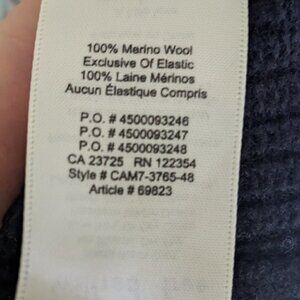 100% Merino Wool
Exclusive Of Elastic
100% Laine Mérinos
Aucun Élastique Compris
P.O. # 4500093246
P.O. # 4500093247
P.O. # 4500093248
CA 23725 RN 122354
Style # CAM7-3765-48
Article # 69823